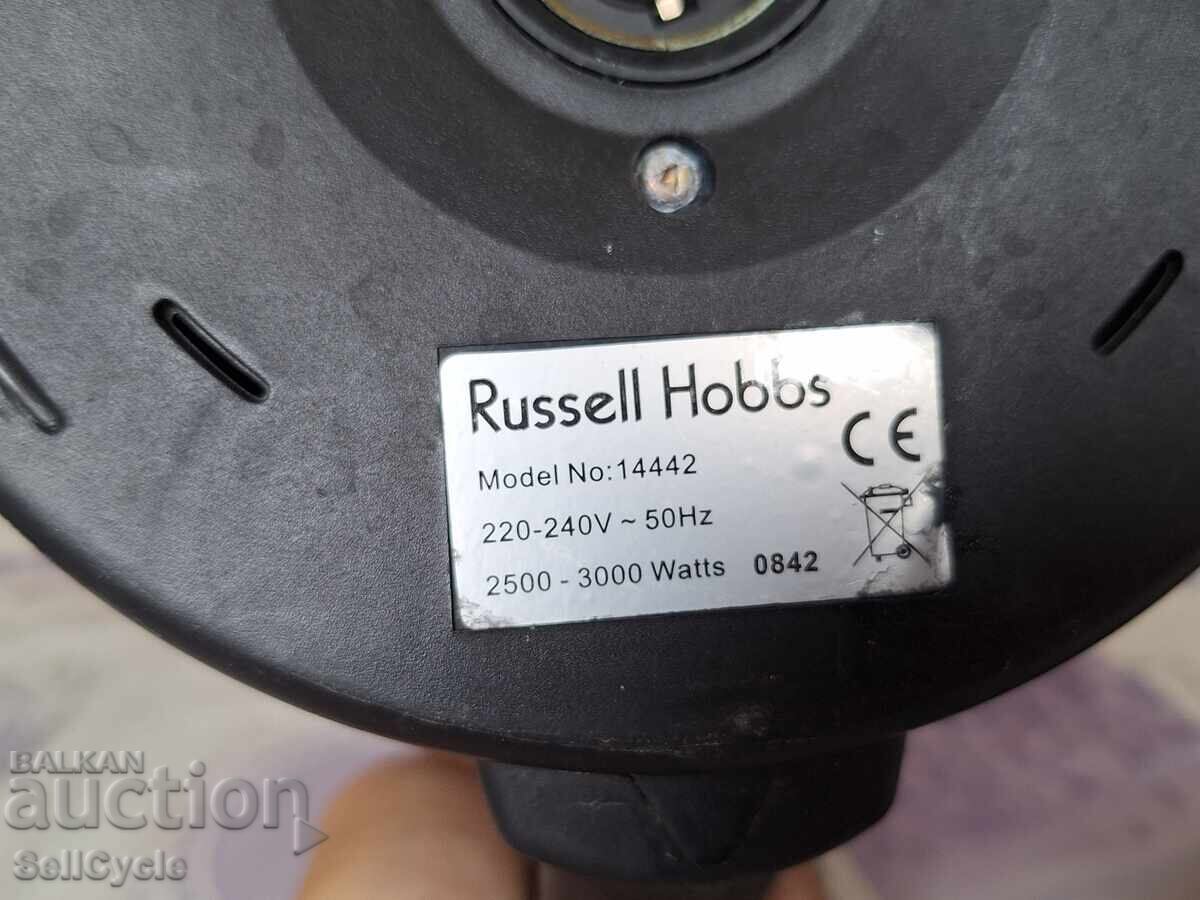 Russell Hobbs
CE
Model No:14442
220-240V ~ 50Hz
2500 - 3000 Watts 0842
BALKAN
auction
SellCycle